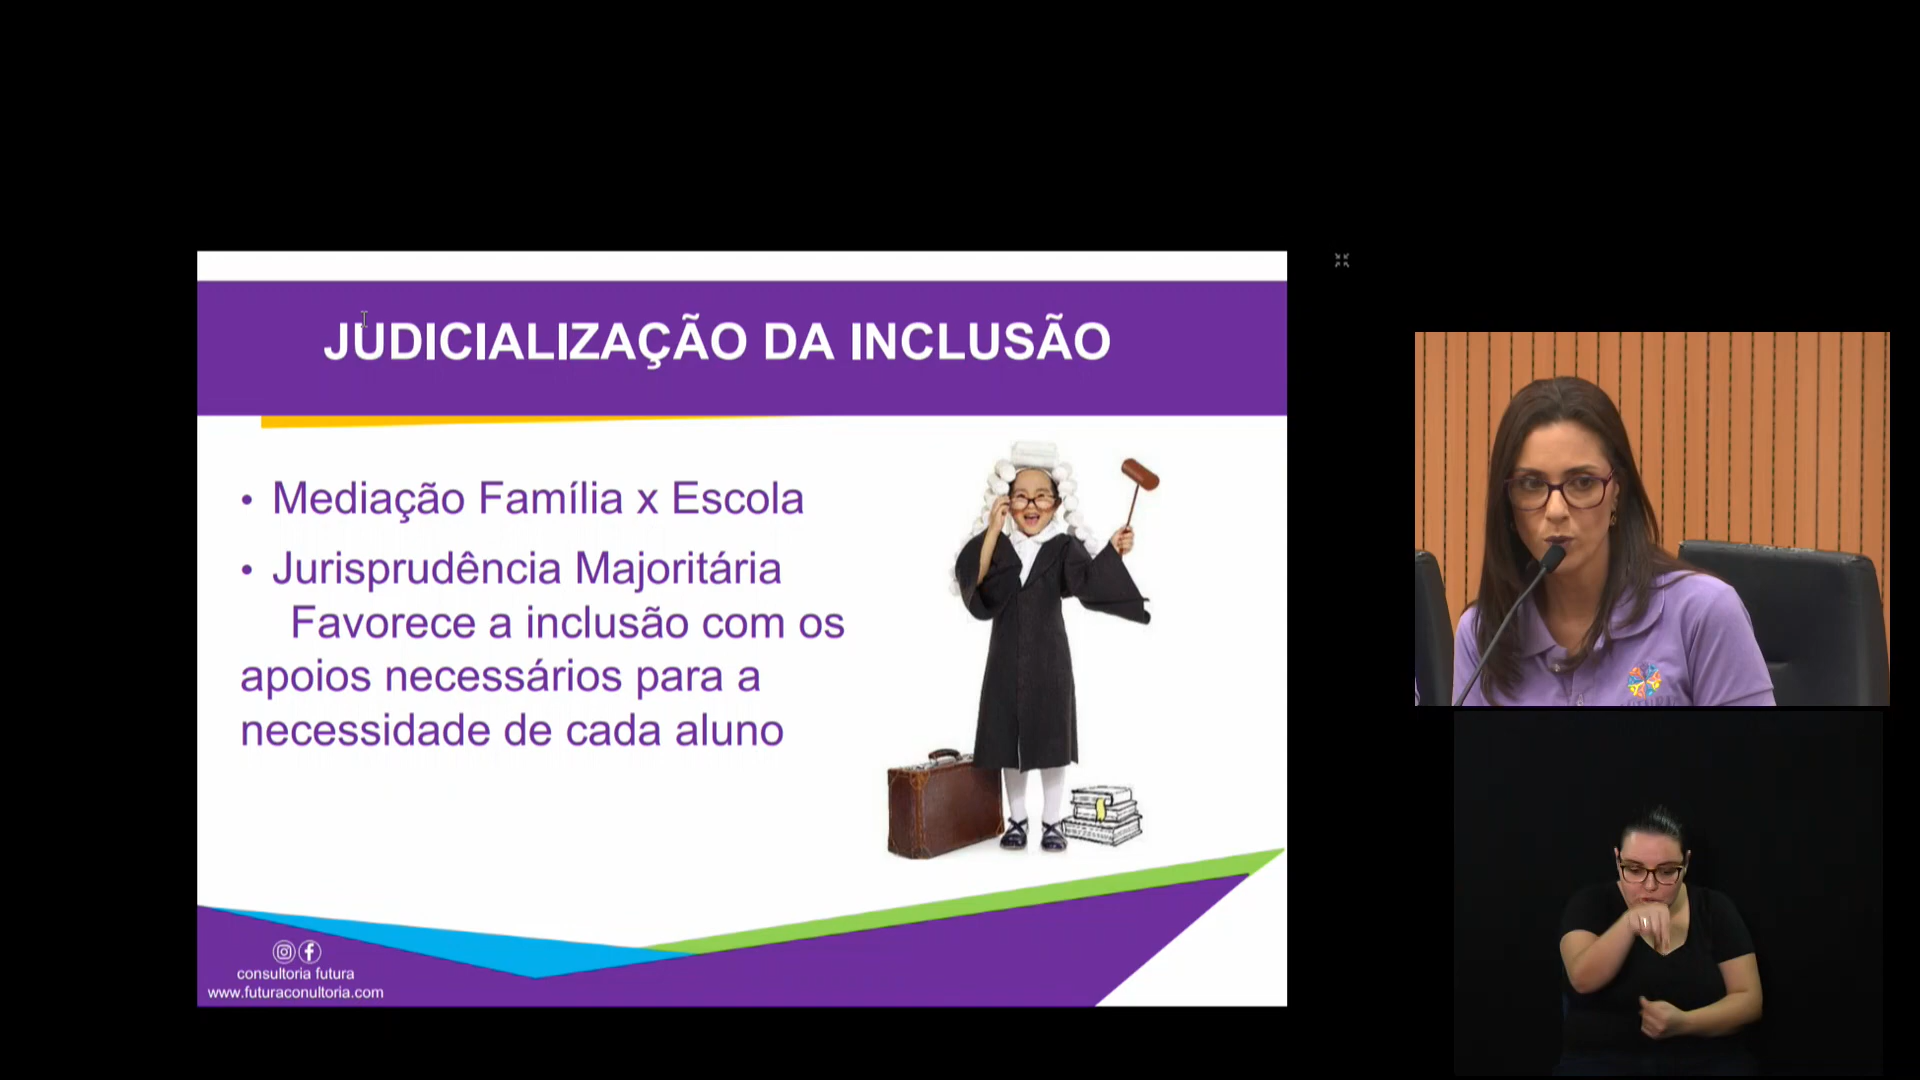 JUDICIALIZAÇÃO DA INCLUSÃO
• Mediação Família x Escola
• Jurisprudência Majoritária
Favorece a inclusão com os
apoios necessários para a
necessidade de cada aluno
consultoria futura
www.futuraconultoria.com